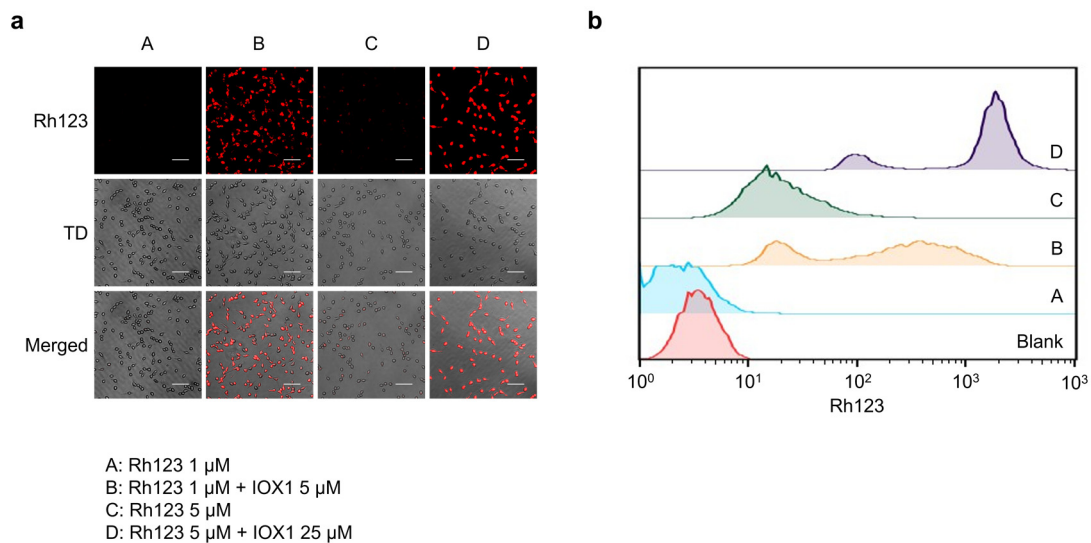 a
A B C D
Rh123
TD
Merged
A: Rh123 1 µM
B: Rh123 1 µM + IOX1 5 µM
C: Rh123 5 µM
D: Rh123 5 µM + IOX1 25 µM
b
D
C
B
A
Blank
10⁰ 10¹ 10² 10³ 10³
Rh123